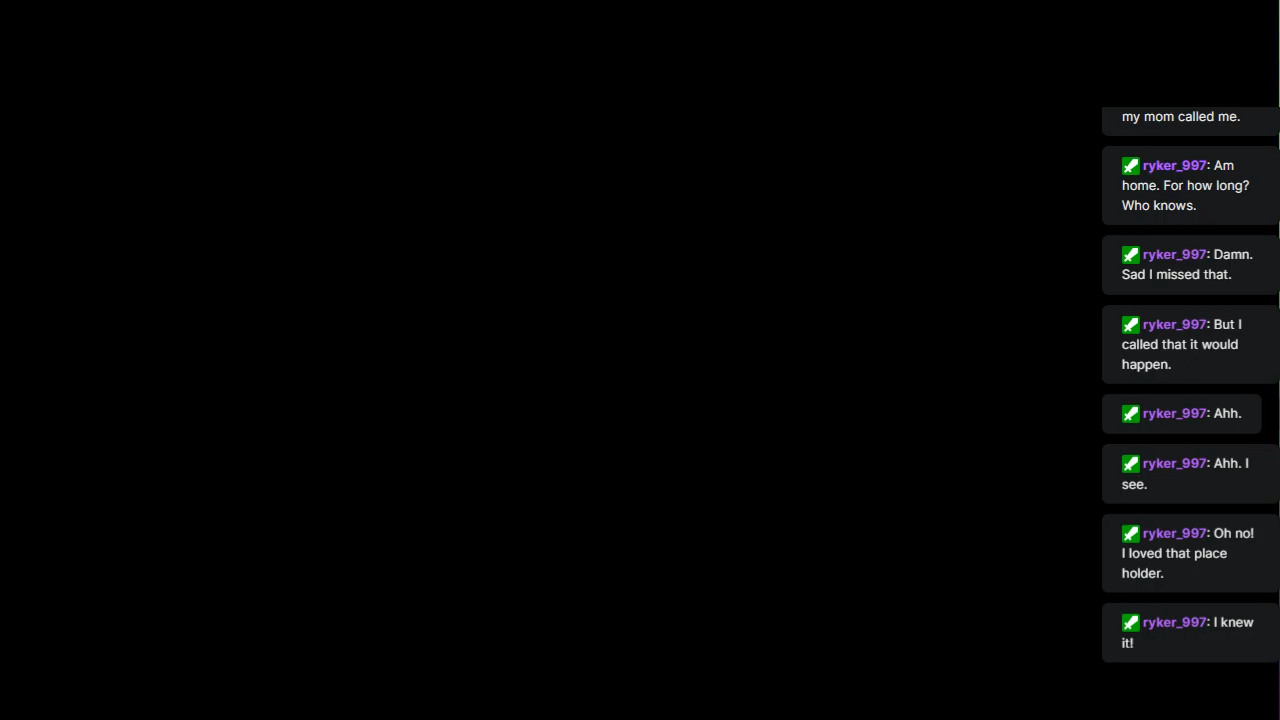 my mom called me.
ryker_997: Am
home. For how long?
Who knows.
ryker_997: Damn.
Sad I missed that.
ryker_997: But I
called that it would
happen.
ryker_997: Ahh.
ryker_997: Ahh. I
see.
ryker_997: Oh no!
I loved that place
holder.
ryker_997: I knew
it!